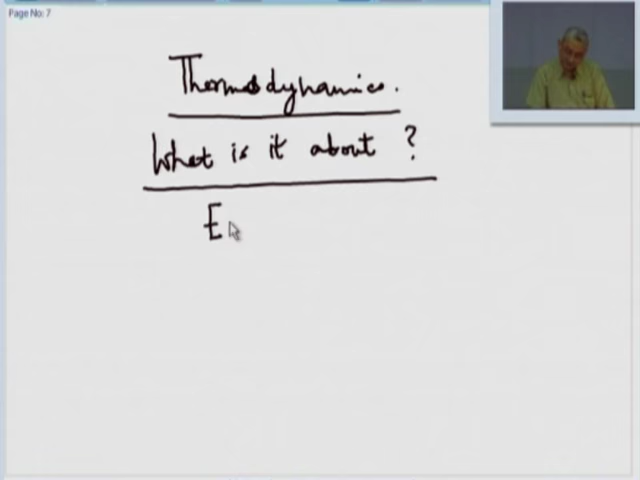 Page No: 7
Thermodynamics.
What is it about ?
E